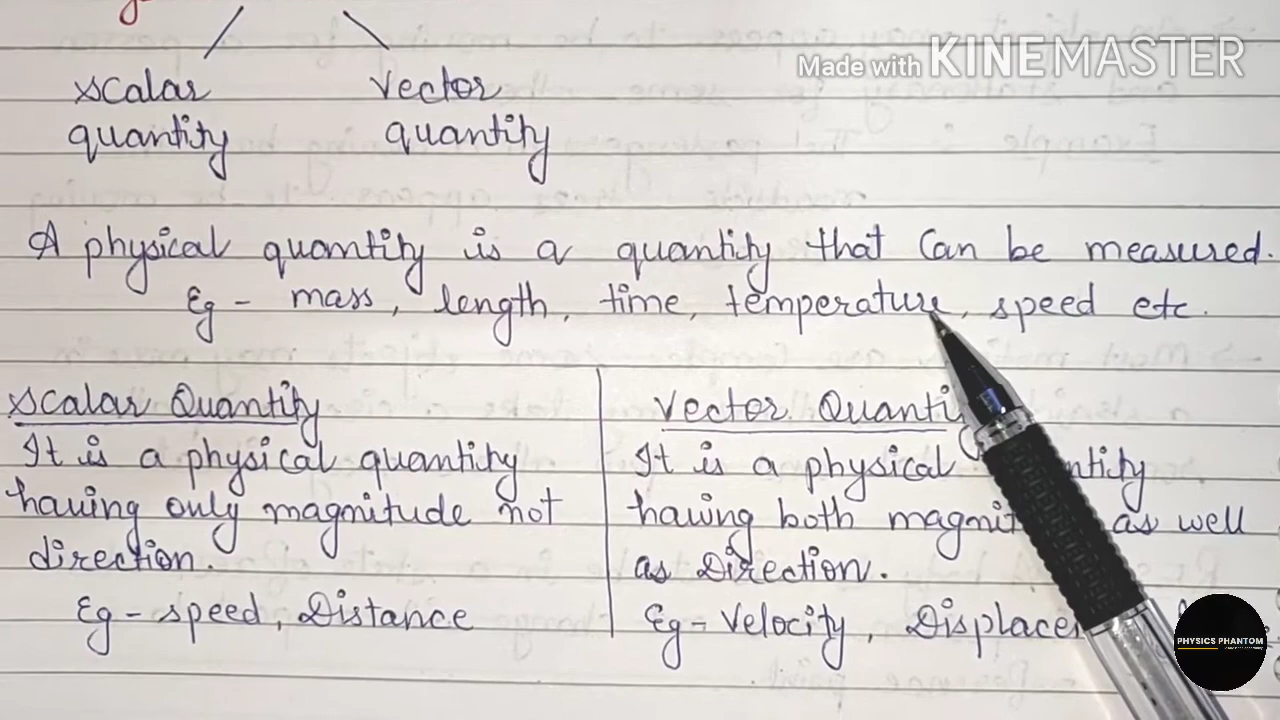 Made with KINEMASTER
Scalar Vector
quantity quantity
A physical quantity is a quantity that can be measured.
Eg - mass, length, time, temperature, speed etc.
Scalar Quantity
It is a physical quantity
having only magnitude not
direction.
Eg - speed, Distance
Vector Quanti
It is a physical ntity
having both magnit as well
as Direction.
Eg - Velocity, Displace
PHYSICS PHANTOM